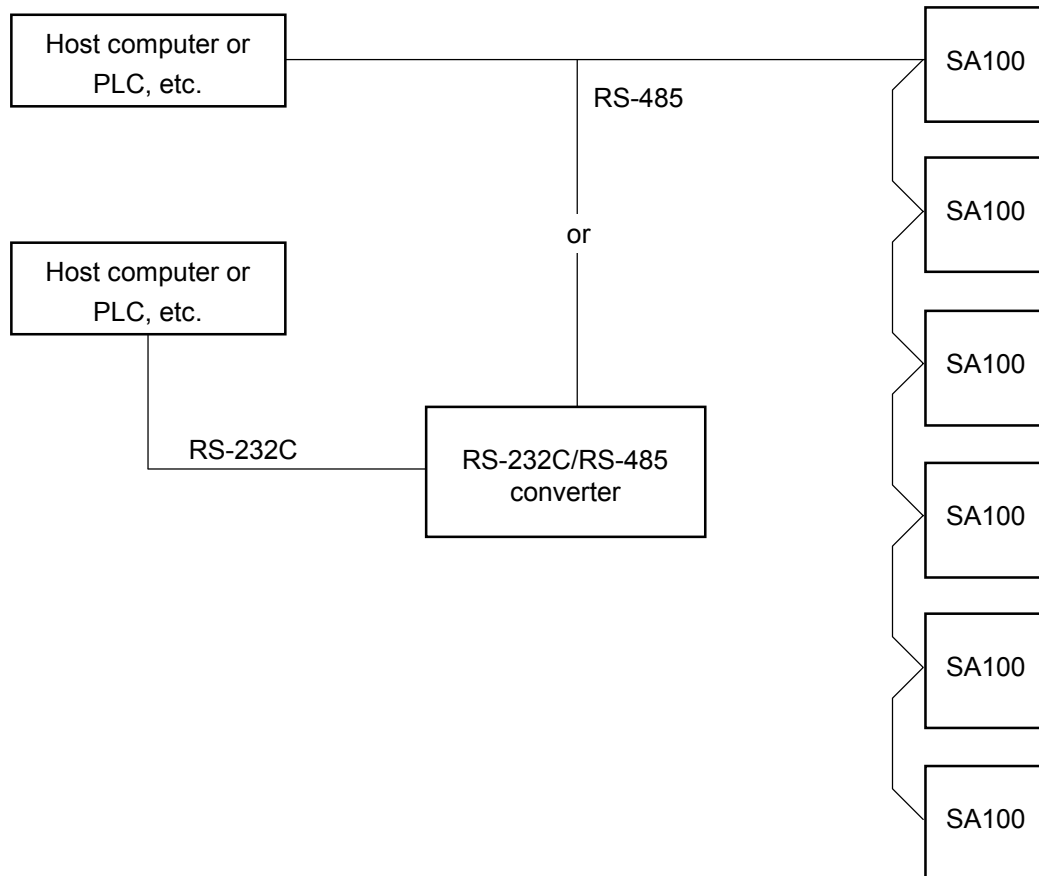 Host computer or
PLC, etc.
SA100
RS-485
SA100
or
Host computer or
PLC, etc.
SA100
RS-232C
RS-232C/RS-485
converter
SA100
SA100
SA100